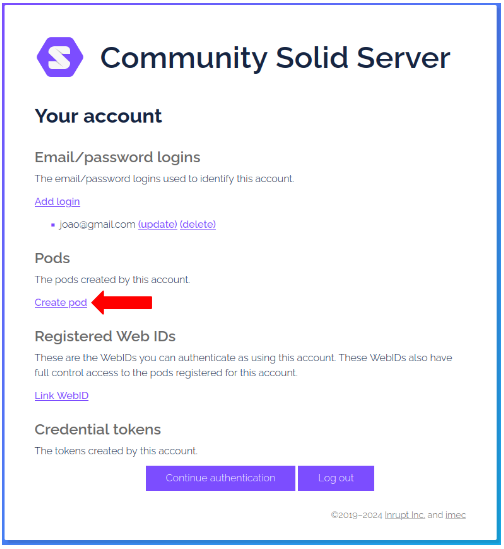 Community Solid Server
Your account
Email/password logins
The email/password logins used to identify this account.
Add login
joao@gmail.com (update) (delete)
Pods
The pods created by this account.
Create pod
Registered Web IDs
These are the WebIDs you can authenticate as using this account. These WebIDs also have
full control access to the pods registered for this account.
Link WebID
Credential tokens
The tokens created by this account.
Continue authentication Log out
©2019–2024 Inrupt Inc. and imec